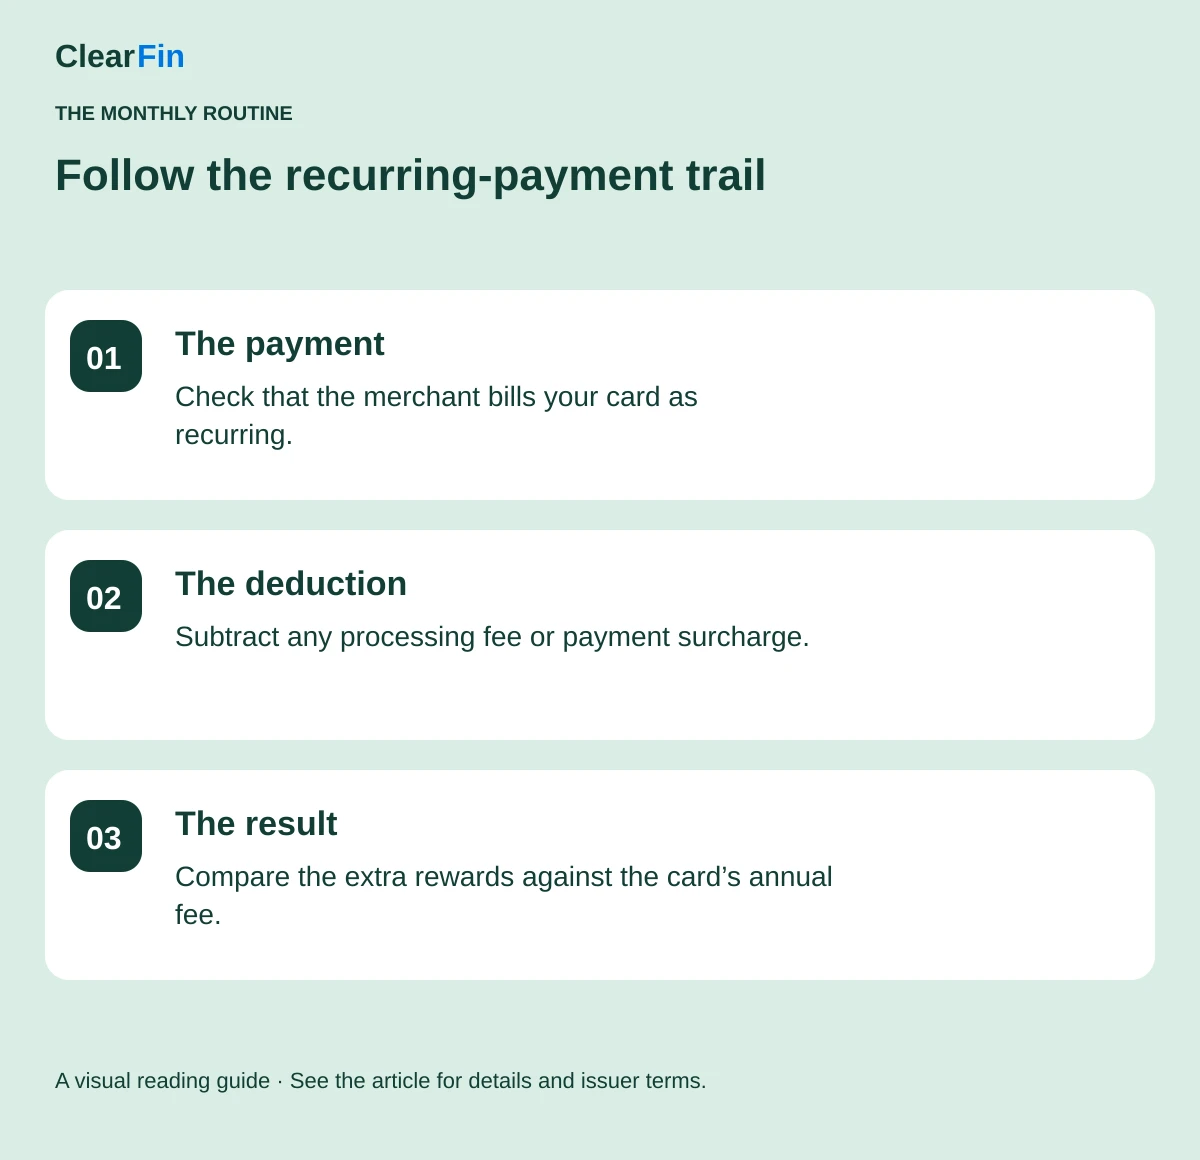 ClearFin
THE MONTHLY ROUTINE
Follow the recurring-payment trail
01
The payment
Check that the merchant bills your card as
recurring.
02
The deduction
Subtract any processing fee or payment surcharge.
03
The result
Compare the extra rewards against the card’s annual
fee.
A visual reading guide · See the article for details and issuer terms.